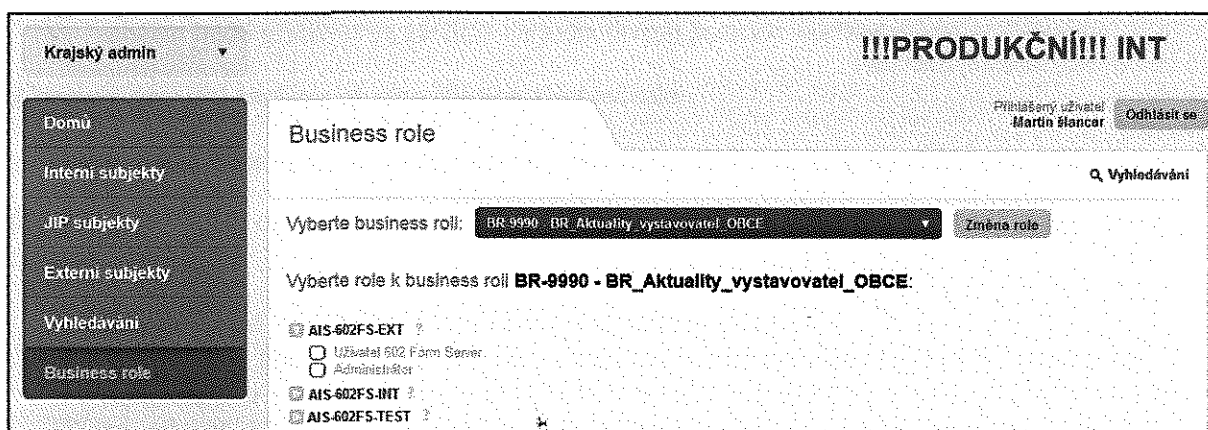 Krajský admin
!!!PRODUKČNÍ!!! INT
Přihlášený uživatel
Martin šlancar
Odhlásit se
Domu
Interní subjekty
JIP subjekty
Externí subjekty
Vyhledávání
Business role
Business role
Vyhledávání
Vyberte business roli: BR-9990 - BR_Aktuality_vystavovatel_OBCE Změna role
Vyberte role k business roli BR-9990 - BR_Aktuality_vystavovatel_OBCE:
AIS-602FS-EXT ?
Uživatel 602 Form Server
Administrátor
AIS-602FS-INT ?
AIS-602FS-TEST ?